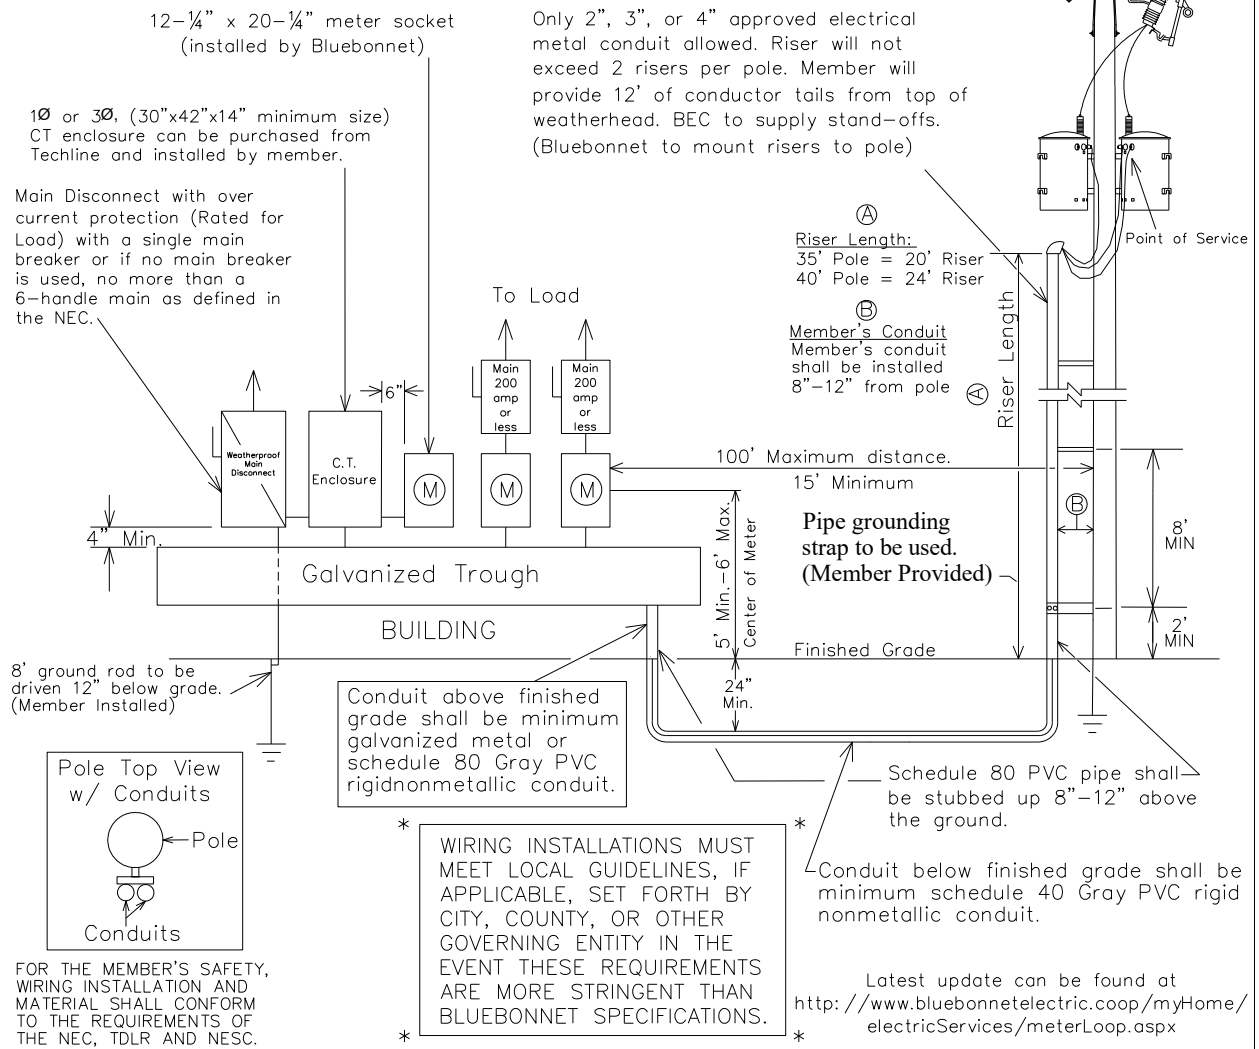 12-¼” x 20-¼” meter socket
(installed by Bluebonnet)
Only 2”, 3”, or 4” approved electrical
metal conduit allowed. Riser will not
exceed 2 risers per pole. Member will
provide 12’ of conductor tails from top of
weatherhead. BEC to supply stand-offs.
(Bluebonnet to mount risers to pole)
1Ø or 3Ø, (30”x42”x14” minimum size)
CT enclosure can be purchased from
Techline and installed by member.
Main Disconnect with over
current protection (Rated for
Load) with a single main
breaker or if no main breaker
is used, no more than a
6-handle main as defined in
the NEC.
A
Riser Length:
35’ Pole = 20’ Riser
40’ Pole = 24’ Riser
Point of Service
B
Member’s Conduit
Member’s conduit
shall be installed
8”-12” from pole
A
Riser Length
To Load
Main
200
amp
or
less
Main
200
amp
or
less
6”
Weatherproof
Main
Disconnect
C.T.
Enclosure
M
M
M
100’ Maximum distance.
15’ Minimum
B
8’
MIN
Pipe grounding
strap to be used.
(Member Provided)
5’ Min.-6’ Max.
Center of Meter
4” Min.
Galvanized Trough
BUILDING
2’
MIN
Finished Grade
24”
Min.
8’ ground rod to be
driven 12” below grade.
(Member Installed)
Conduit above finished
grade shall be minimum
galvanized metal or
schedule 80 Gray PVC
rigidnonmetallic conduit.
Schedule 80 PVC pipe shall
be stubbed up 8”-12” above
the ground.
Pole Top View
w/ Conduits
Pole
Conduits
* *
WIRING INSTALLATIONS MUST
MEET LOCAL GUIDELINES, IF
APPLICABLE, SET FORTH BY
CITY, COUNTY, OR OTHER
GOVERNING ENTITY IN THE
EVENT THESE REQUIREMENTS
ARE MORE STRINGENT THAN
BLUEBONNET SPECIFICATIONS.
* *
Conduit below finished grade shall be
minimum schedule 40 Gray PVC rigid
nonmetallic conduit.
FOR THE MEMBER’S SAFETY,
WIRING INSTALLATION AND
MATERIAL SHALL CONFORM
TO THE REQUIREMENTS OF
THE NEC, TDLR AND NESC.
Latest update can be found at
http: //www.bluebonnetelectric.coop/myHome/
electricServices/meterLoop.aspx